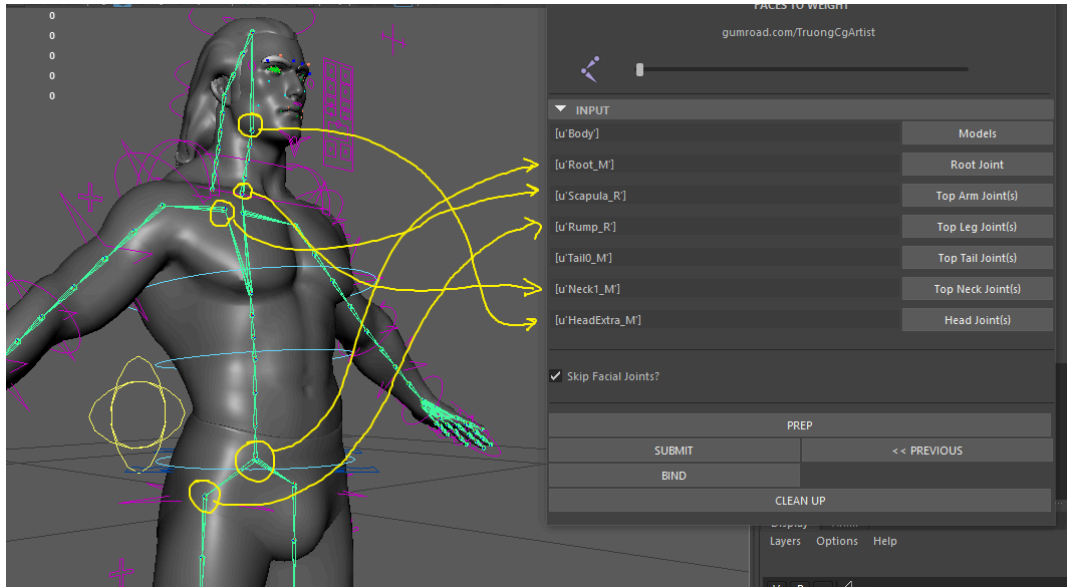 0
0
0
0
0
FACES TO WEIGHT
gumroad.com/TruongCgArtist
INPUT
[u'Body'] Models
[u'Root_M'] Root Joint
[u'Scapula_R'] Top Arm Joint(s)
[u'Rump_R'] Top Leg Joint(s)
[u'Tail0_M'] Top Tail Joint(s)
[u'Neck1_M'] Top Neck Joint(s)
[u'HeadExtra_M'] Head Joint(s)
Skip Facial Joints?
PREP
SUBMIT << PREVIOUS
BIND
CLEAN UP
Display
Layers Options Help